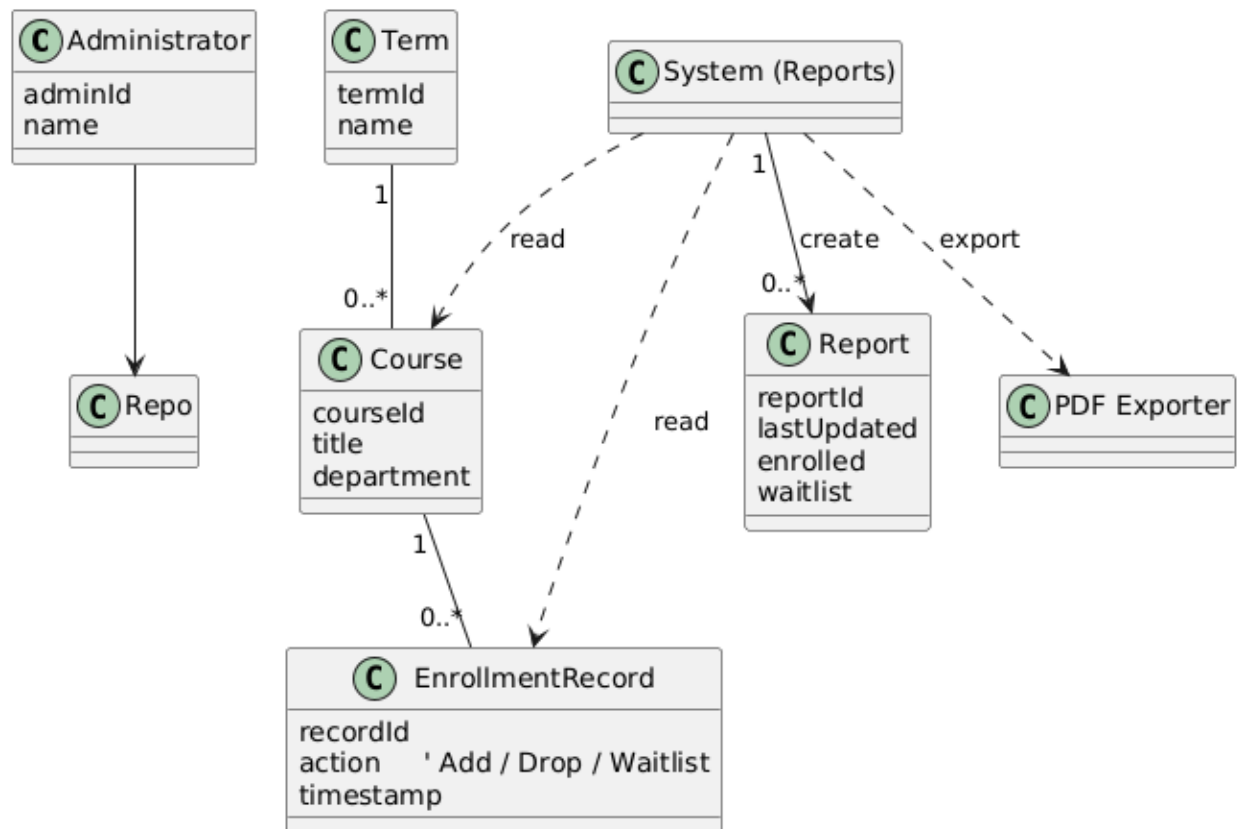 C Administrator
adminId
name
C Term
termId
name
C System (Reports)
1
1
read
create
export
0..*
0..*
C Repo
C Course
courseId
title
department
C Report
reportId
lastUpdated
enrolled
waitlist
C PDF Exporter
read
1
0..*
C EnrollmentRecord
recordId
action ' Add / Drop / Waitlist
timestamp